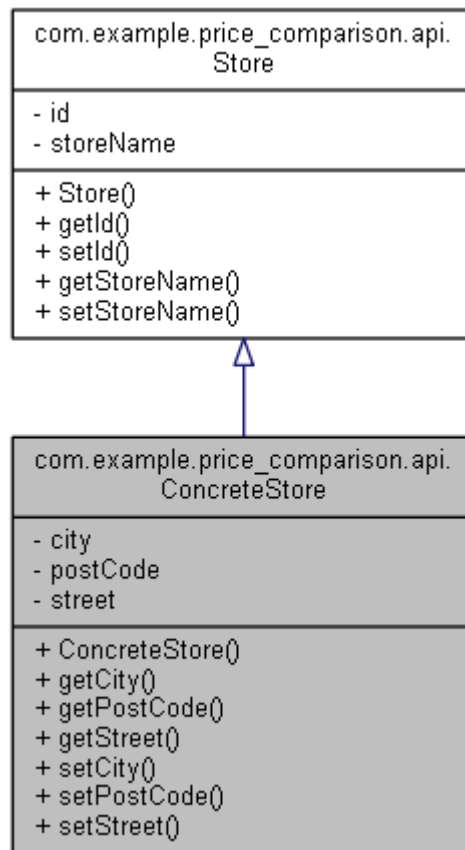 com.example.price_comparison.api.
Store
- id
- storeName
+ Store()
+ getId()
+ setId()
+ getStoreName()
+ setStoreName()
com.example.price_comparison.api.
ConcreteStore
- city
- postCode
- street
+ ConcreteStore()
+ getCity()
+ getPostCode()
+ getStreet()
+ setCity()
+ setPostCode()
+ setStreet()